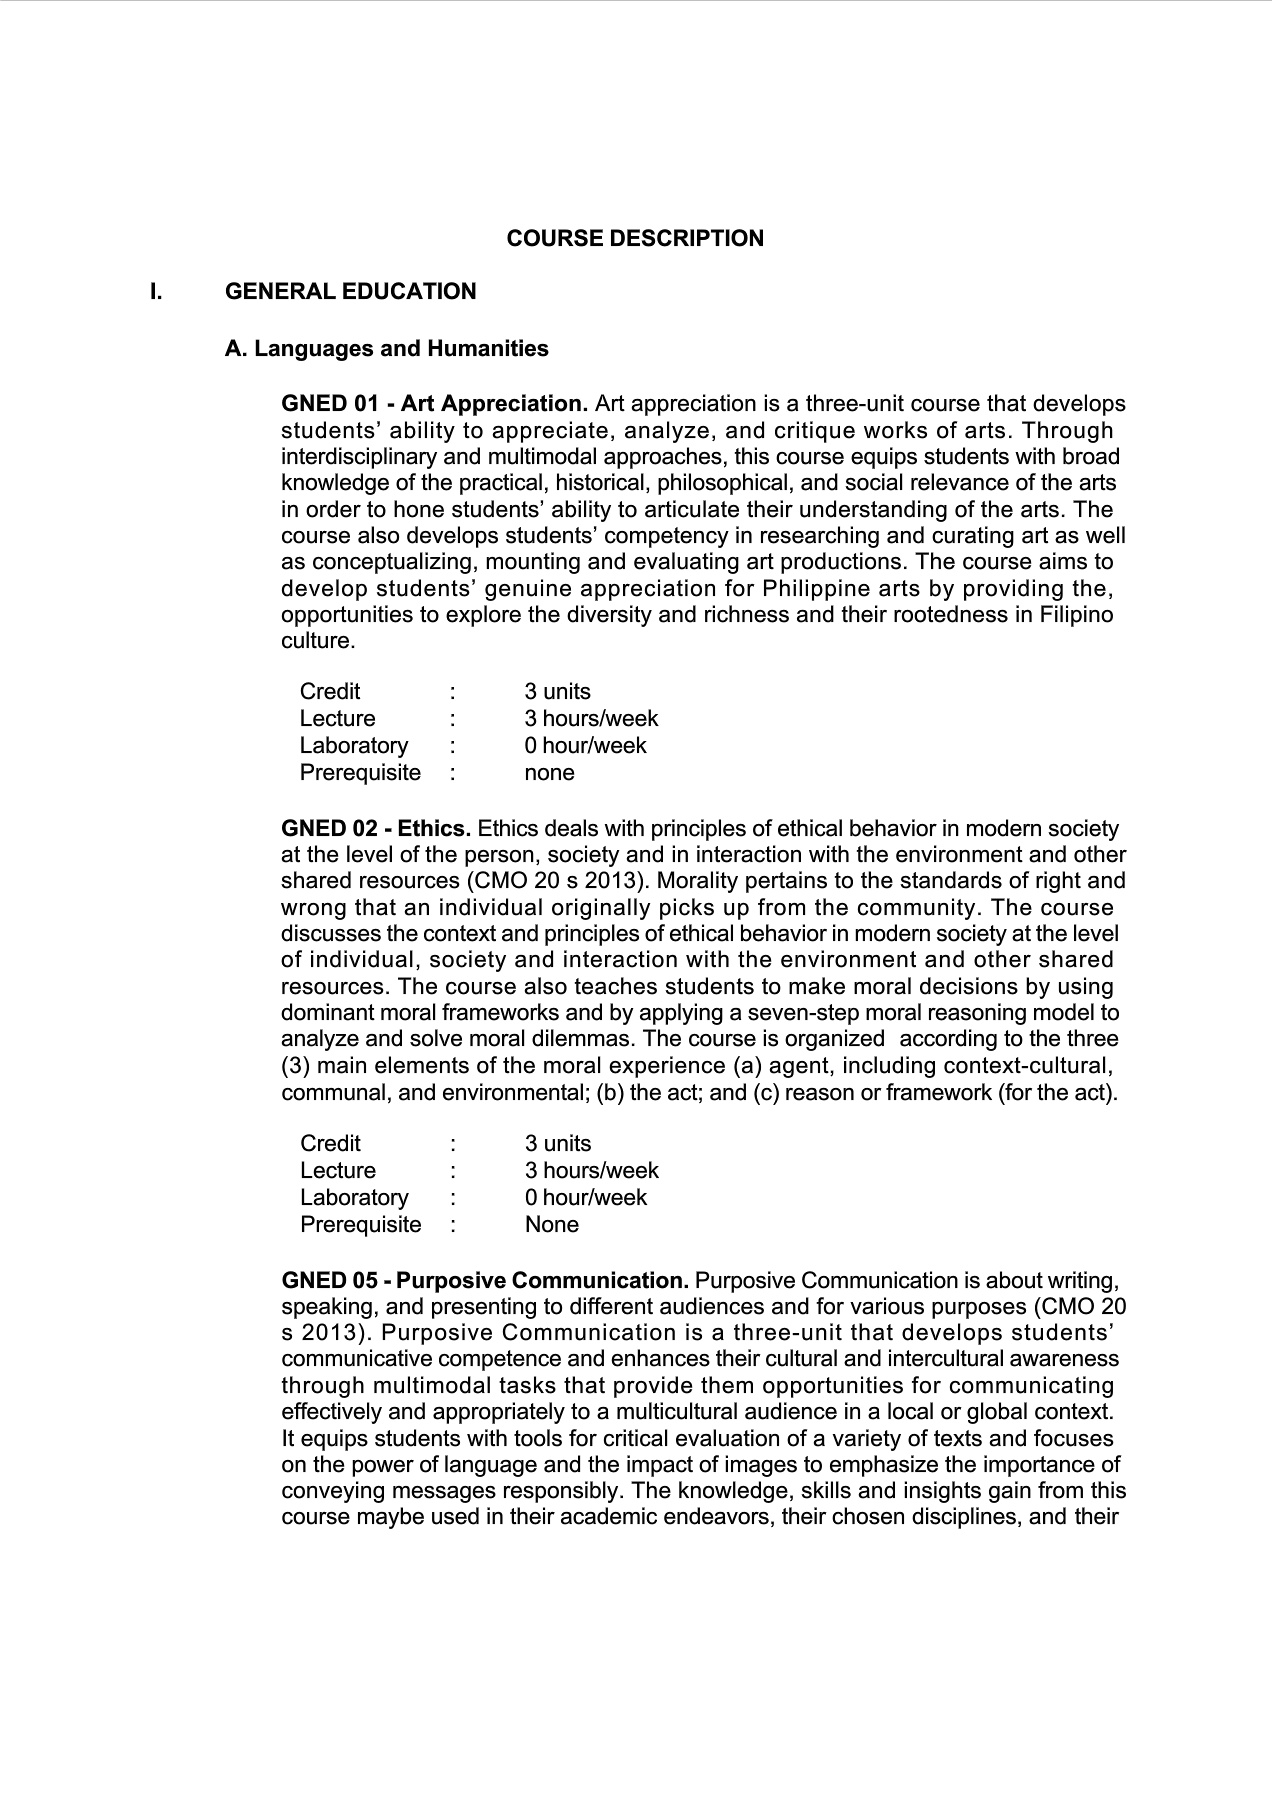 COURSE DESCRIPTION
I. GENERAL EDUCATION
A. Languages and Humanities
GNED 01 - Art Appreciation. Art appreciation is a three-unit course that develops
students’ ability to appreciate, analyze, and critique works of arts. Through
interdisciplinary and multimodal approaches, this course equips students with broad
knowledge of the practical, historical, philosophical, and social relevance of the arts
in order to hone students’ ability to articulate their understanding of the arts. The
course also develops students’ competency in researching and curating art as well
as conceptualizing, mounting and evaluating art productions. The course aims to
develop students’ genuine appreciation for Philippine arts by providing the,
opportunities to explore the diversity and richness and their rootedness in Filipino
culture.
Credit : 3 units
Lecture : 3 hours/week
Laboratory : 0 hour/week
Prerequisite : none
GNED 02 - Ethics. Ethics deals with principles of ethical behavior in modern society
at the level of the person, society and in interaction with the environment and other
shared resources (CMO 20 s 2013). Morality pertains to the standards of right and
wrong that an individual originally picks up from the community. The course
discusses the context and principles of ethical behavior in modern society at the level
of individual, society and interaction with the environment and other shared
resources. The course also teaches students to make moral decisions by using
dominant moral frameworks and by applying a seven-step moral reasoning model to
analyze and solve moral dilemmas. The course is organized according to the three
(3) main elements of the moral experience (a) agent, including context-cultural,
communal, and environmental; (b) the act; and (c) reason or framework (for the act).
Credit : 3 units
Lecture : 3 hours/week
Laboratory : 0 hour/week
Prerequisite : None
GNED 05 - Purposive Communication. Purposive Communication is about writing,
speaking, and presenting to different audiences and for various purposes (CMO 20
s 2013). Purposive Communication is a three-unit that develops students’
communicative competence and enhances their cultural and intercultural awareness
through multimodal tasks that provide them opportunities for communicating
effectively and appropriately to a multicultural audience in a local or global context.
It equips students with tools for critical evaluation of a variety of texts and focuses
on the power of language and the impact of images to emphasize the importance of
conveying messages responsibly. The knowledge, skills and insights gain from this
course maybe used in their academic endeavors, their chosen disciplines, and their